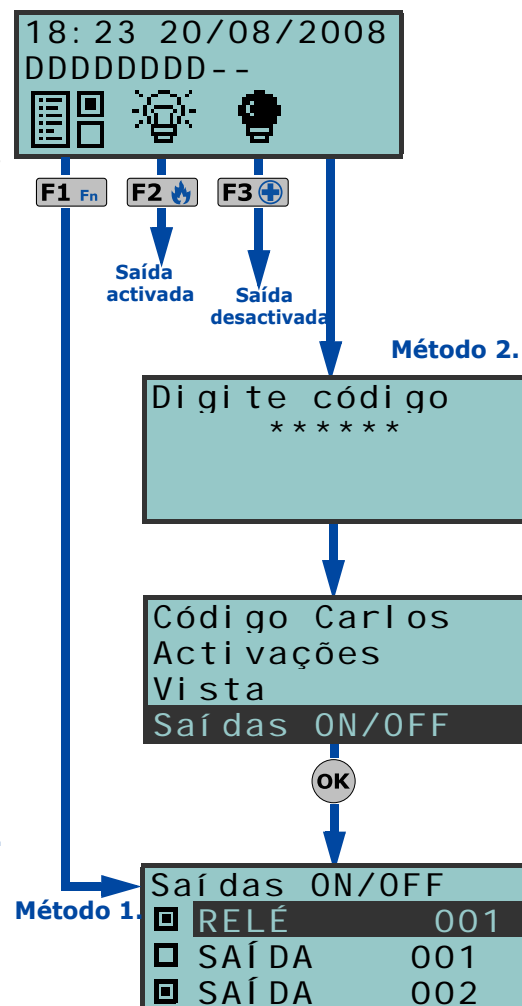 18:23 20/08/2008
DDDDDDDD--
F1 Fn F2 F3
Saída
activada
Saída
desactivada
Método 2.
Digite código
******
Código Carlos
Activações
Vista
Saídas ON/OFF
OK
Saídas ON/OFF
Método 1.
RELÉ 001
SAÍDA 001
SAÍDA 002